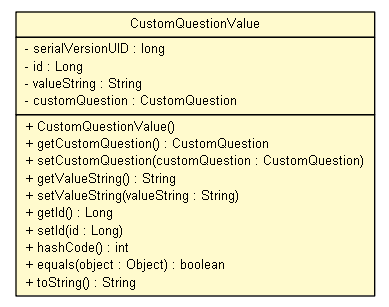 CustomQuestionValue
- serialVersionUID : long
- id : Long
- valueString : String
- customQuestion : CustomQuestion
+ CustomQuestionValue()
+ getCustomQuestion() : CustomQuestion
+ setCustomQuestion(customQuestion : CustomQuestion)
+ getValueString() : String
+ setValueString(valueString : String)
+ getId() : Long
+ setId(id : Long)
+ hashCode() : int
+ equals(object : Object) : boolean
+ toString() : String